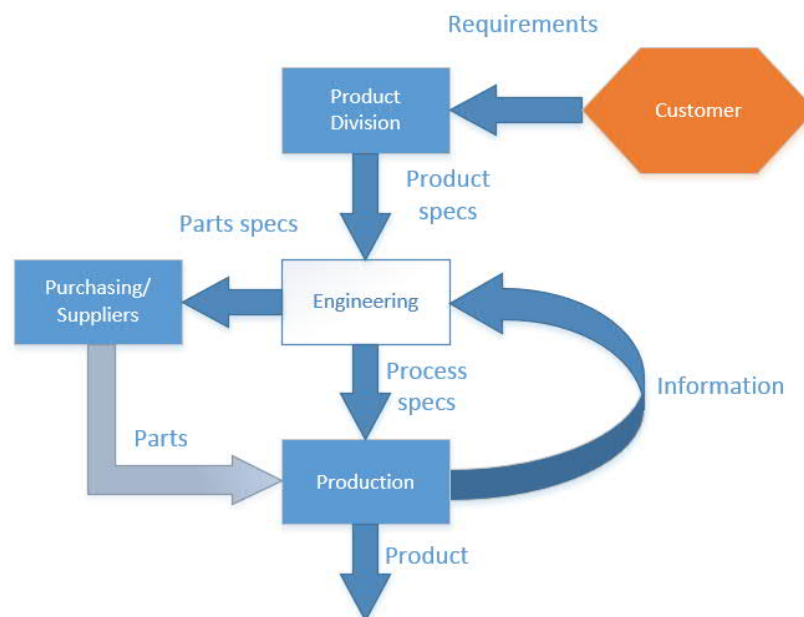 Requirements
Product
Division
Customer
Product
specs
Parts specs
Purchasing/
Suppliers
Engineering
Process
specs
Information
Parts
Production
Product